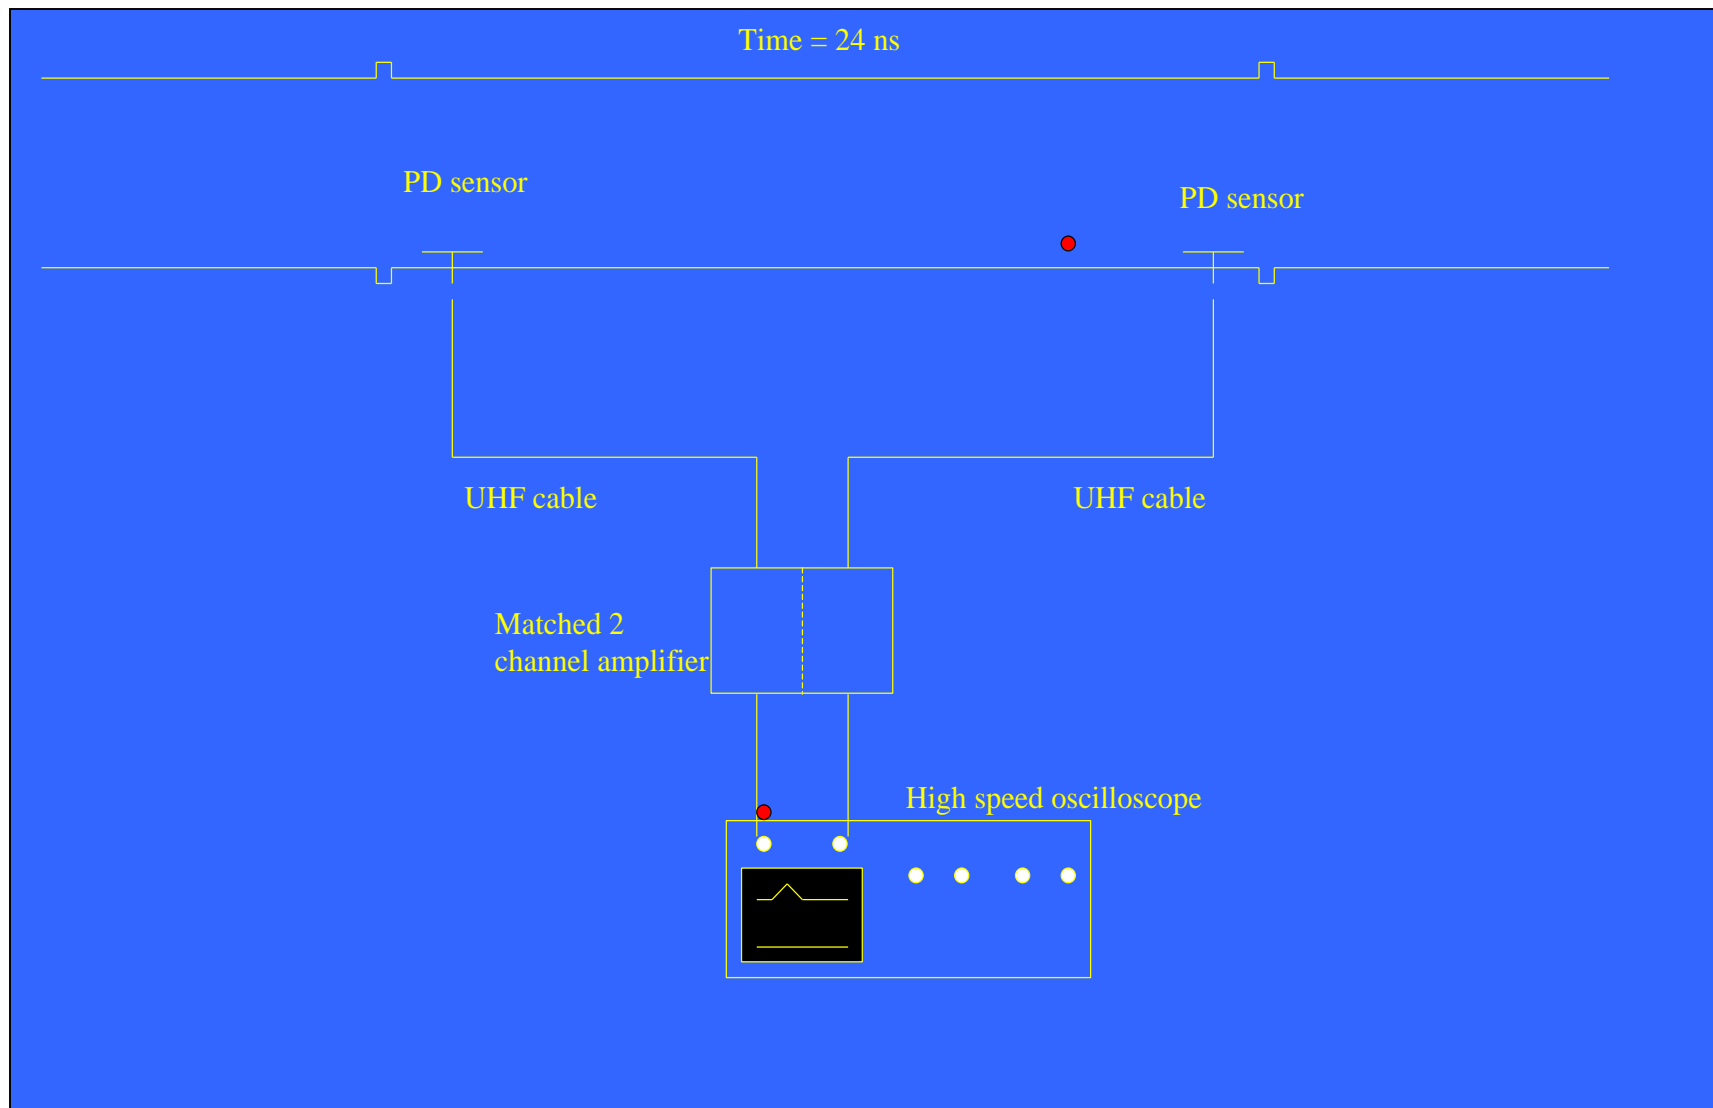 Time = 24 ns
PD sensor
PD sensor
UHF cable
UHF cable
Matched 2
channel amplifier
High speed oscilloscope